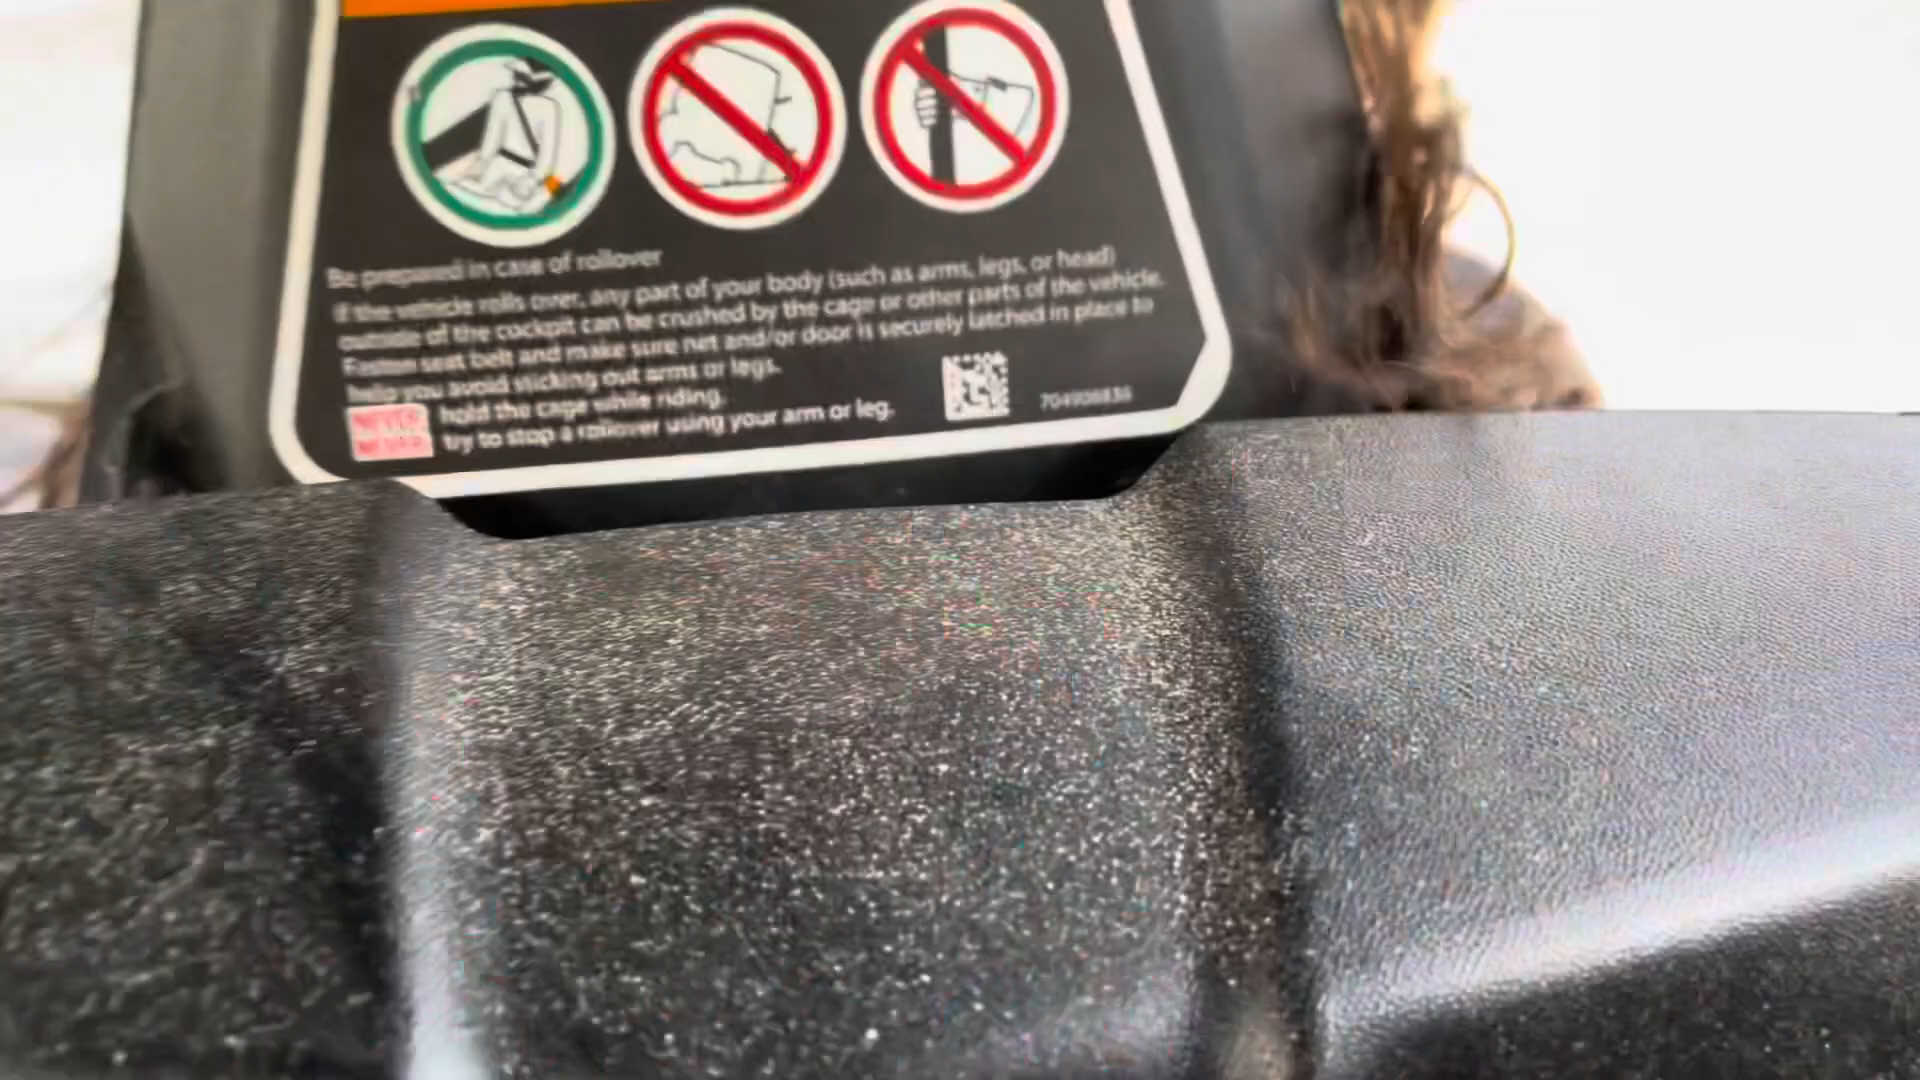 Be prepared in case of rollover
If the vehicle rolls over, any part of your body (such as arms, legs, or head)
outside of the cockpit can be crushed by the cage or other parts of the vehicle.
Fasten seat belt and make sure net and/or door is securely latched in place to
help you avoid sticking out arms or legs.
NEVER hold the cage while riding.
NEVER try to stop a rollover using your arm or leg.